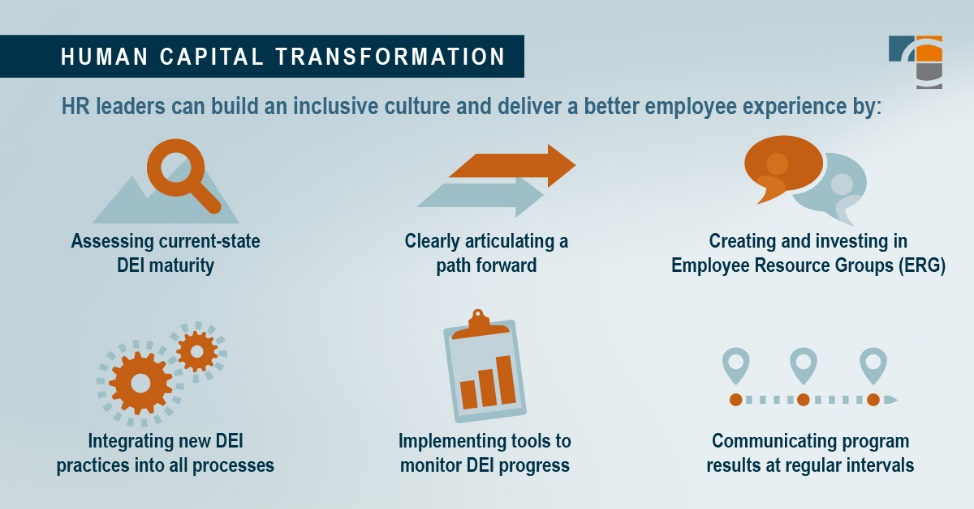 HUMAN CAPITAL TRANSFORMATION
HR leaders can build an inclusive culture and deliver a better employee experience by:
Assessing current-state
DEI maturity
Clearly articulating a
path forward
Creating and investing in
Employee Resource Groups (ERG)
Integrating new DEI
practices into all processes
Implementing tools to
monitor DEI progress
Communicating program
results at regular intervals